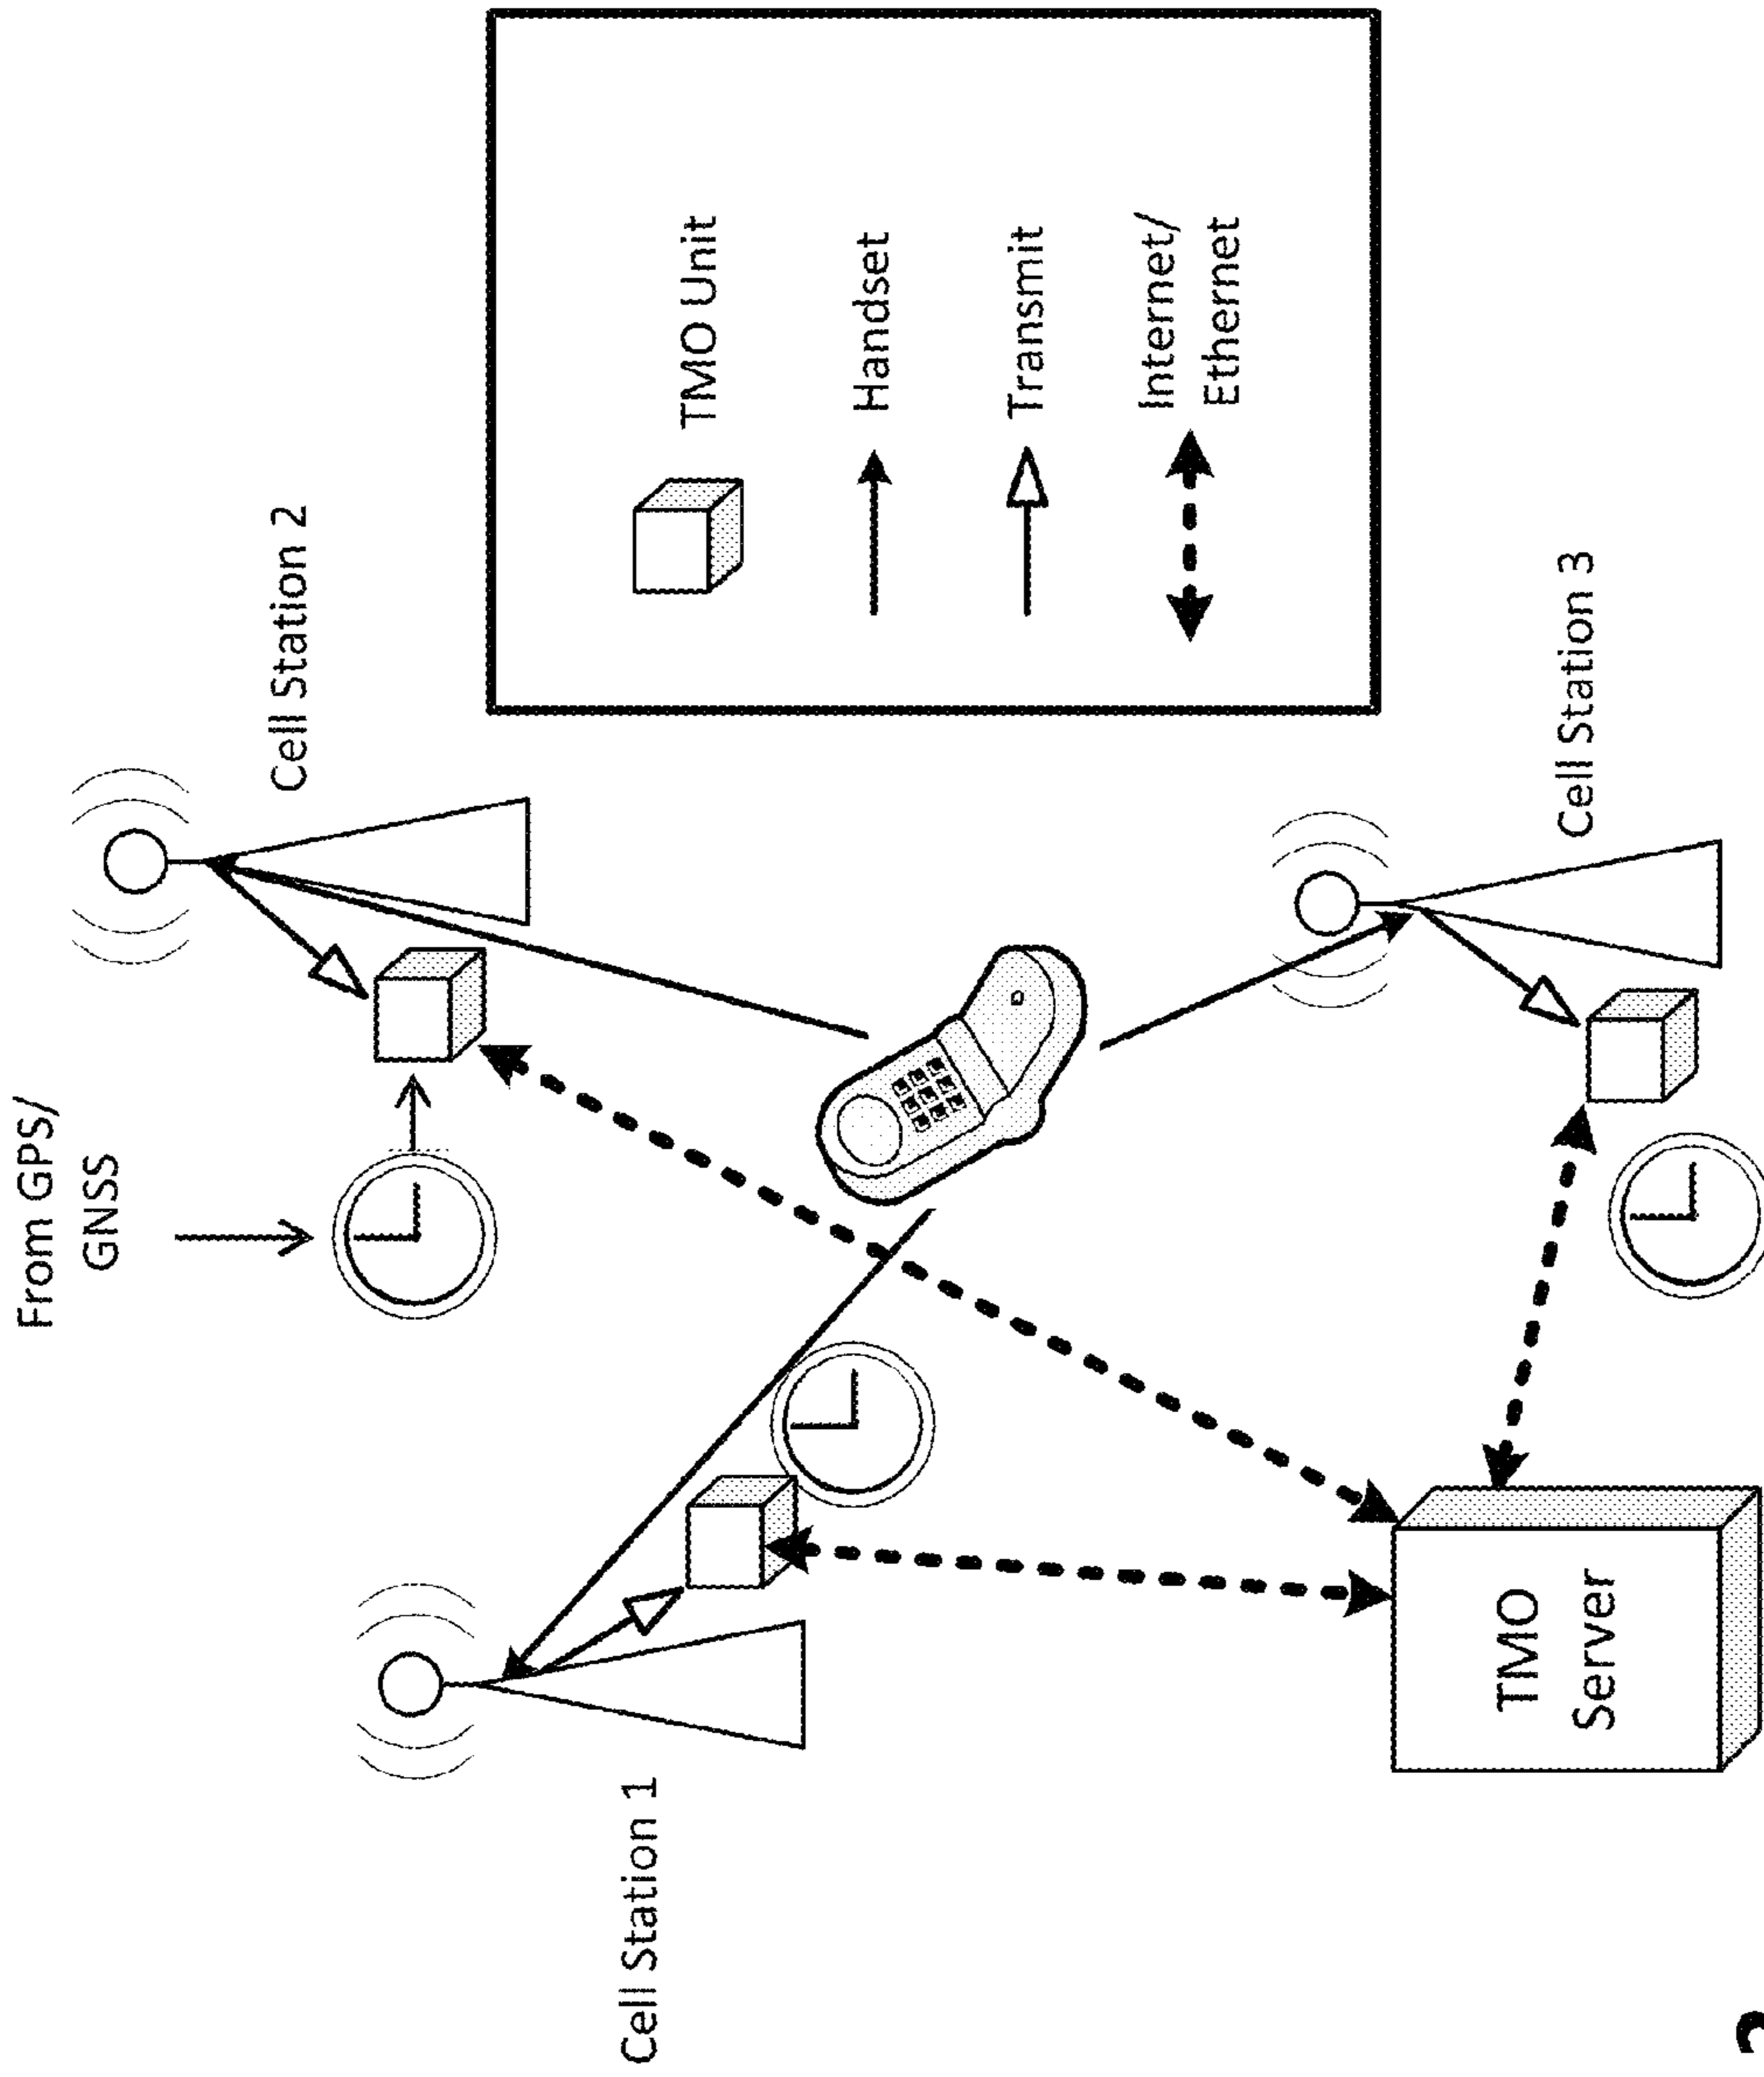 From GPS/
GNSS
Cell Station 1
Cell Station 2
TMO Unit
Handset
Transmit
Internet/
Ethernet
TMO
Server
Cell Station 3